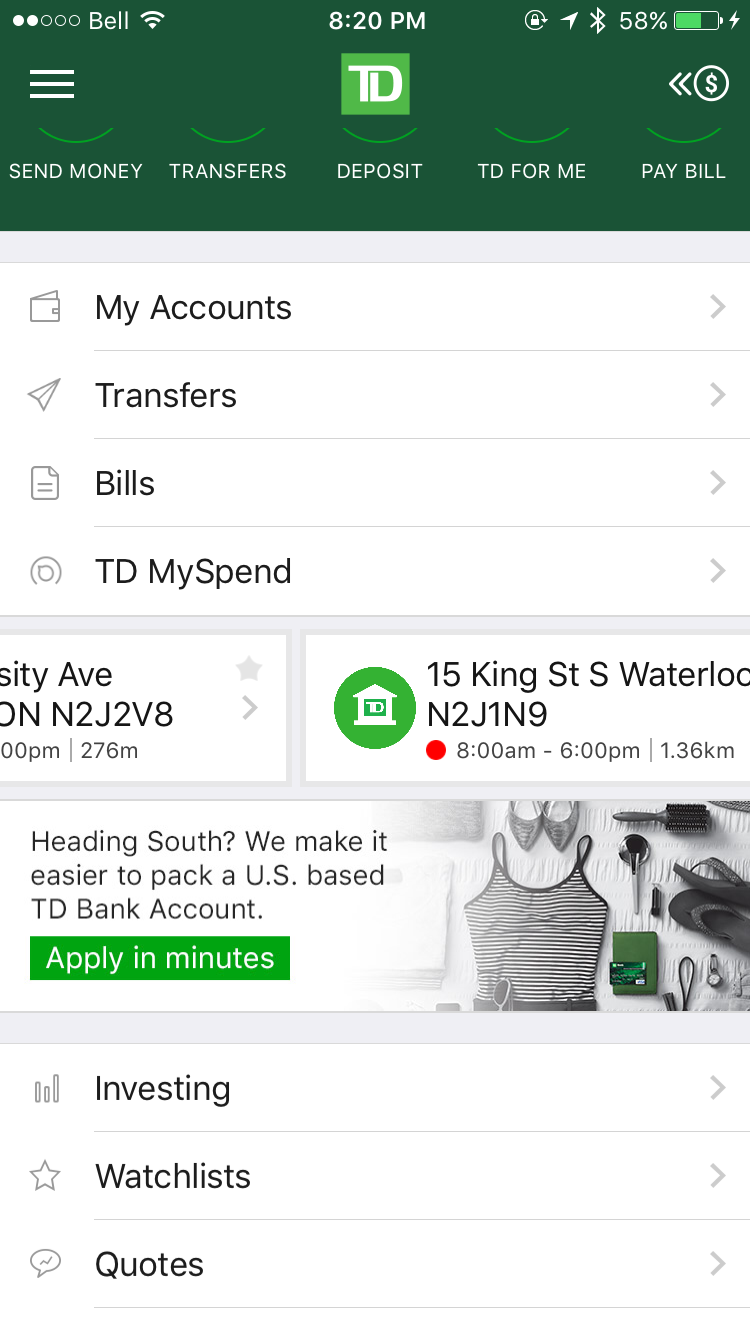 Bell 8:20 PM 58%
TD $
SEND MONEY TRANSFERS DEPOSIT TD FOR ME PAY BILL
My Accounts
Transfers
Bills
TD MySpend
sity Ave
ON N2J2V8
00pm | 276m
TD
15 King St S Waterloo
N2J1N9
8:00am - 6:00pm | 1.36km
Heading South? We make it
easier to pack a U.S. based
TD Bank Account.
Apply in minutes
Investing
Watchlists
Quotes